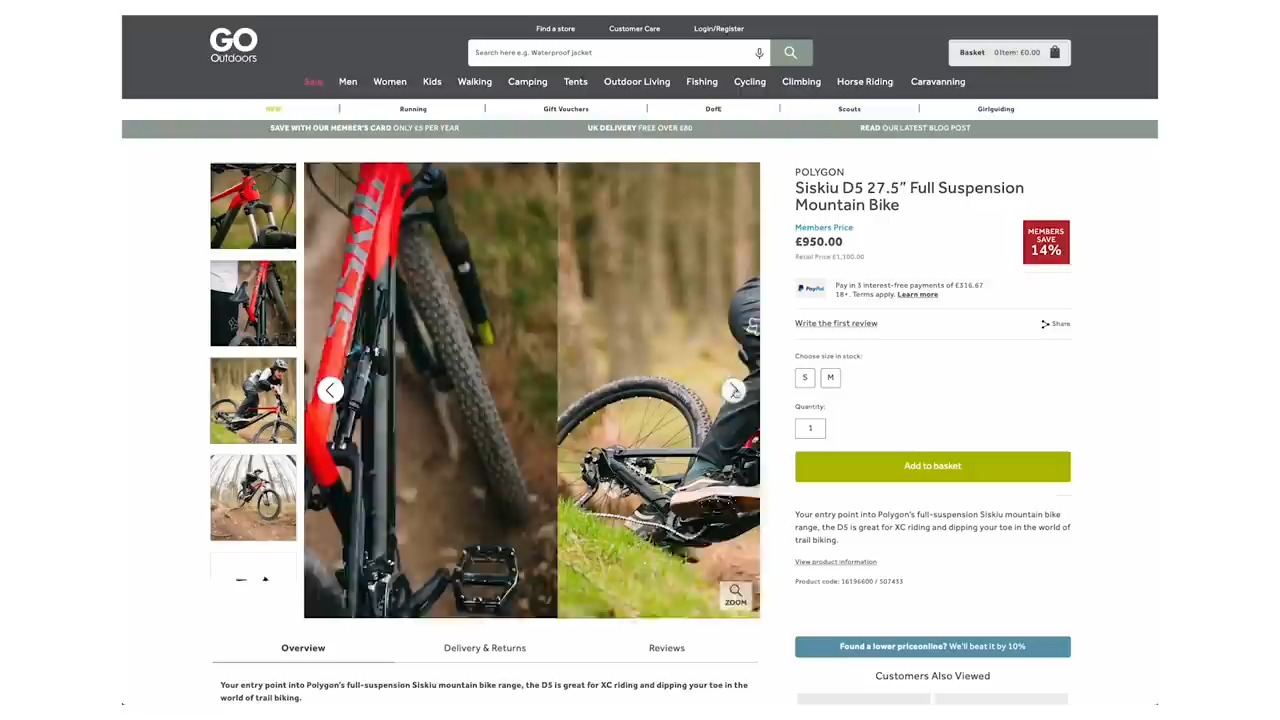 GO
Outdoors
Find a store
Customer Care
Login/Register
Search here e.g. Waterproof jacket
Basket 0 Item: £0.00
Sale
Men
Women
Kids
Walking
Camping
Tents
Outdoor Living
Fishing
Cycling
Climbing
Horse Riding
Caravanning
NEW
Running
Gift Vouchers
DofE
Scouts
Girlguiding
SAVE WITH OUR MEMBER'S CARD ONLY £5 PER YEAR
UK DELIVERY FREE OVER £80
READ OUR LATEST BLOG POST
POLYGON
Siskiu D5 27.5” Full Suspension
Mountain Bike
Members Price
£950.00
Retail Price £1,100.00
MEMBERS
SAVE
14%
PayPal
Pay in 3 interest-free payments of £316.67
18+. Terms apply. Learn more
Write the first review
Share
Choose size in stock:
S
M
Quantity:
1
Add to basket
Your entry point into Polygon's full-suspension Siskiu mountain bike
range, the D5 is great for XC riding and dipping your toe in the world of
trail biking.
View product information
Product code: 16196600 / 507433
ZOOM
Found a lower priceonline? We'll beat it by 10%
Customers Also Viewed
Overview
Delivery & Returns
Reviews
Your entry point into Polygon's full-suspension Siskiu mountain bike range, the D5 is great for XC riding and dipping your toe in the
world of trail biking.